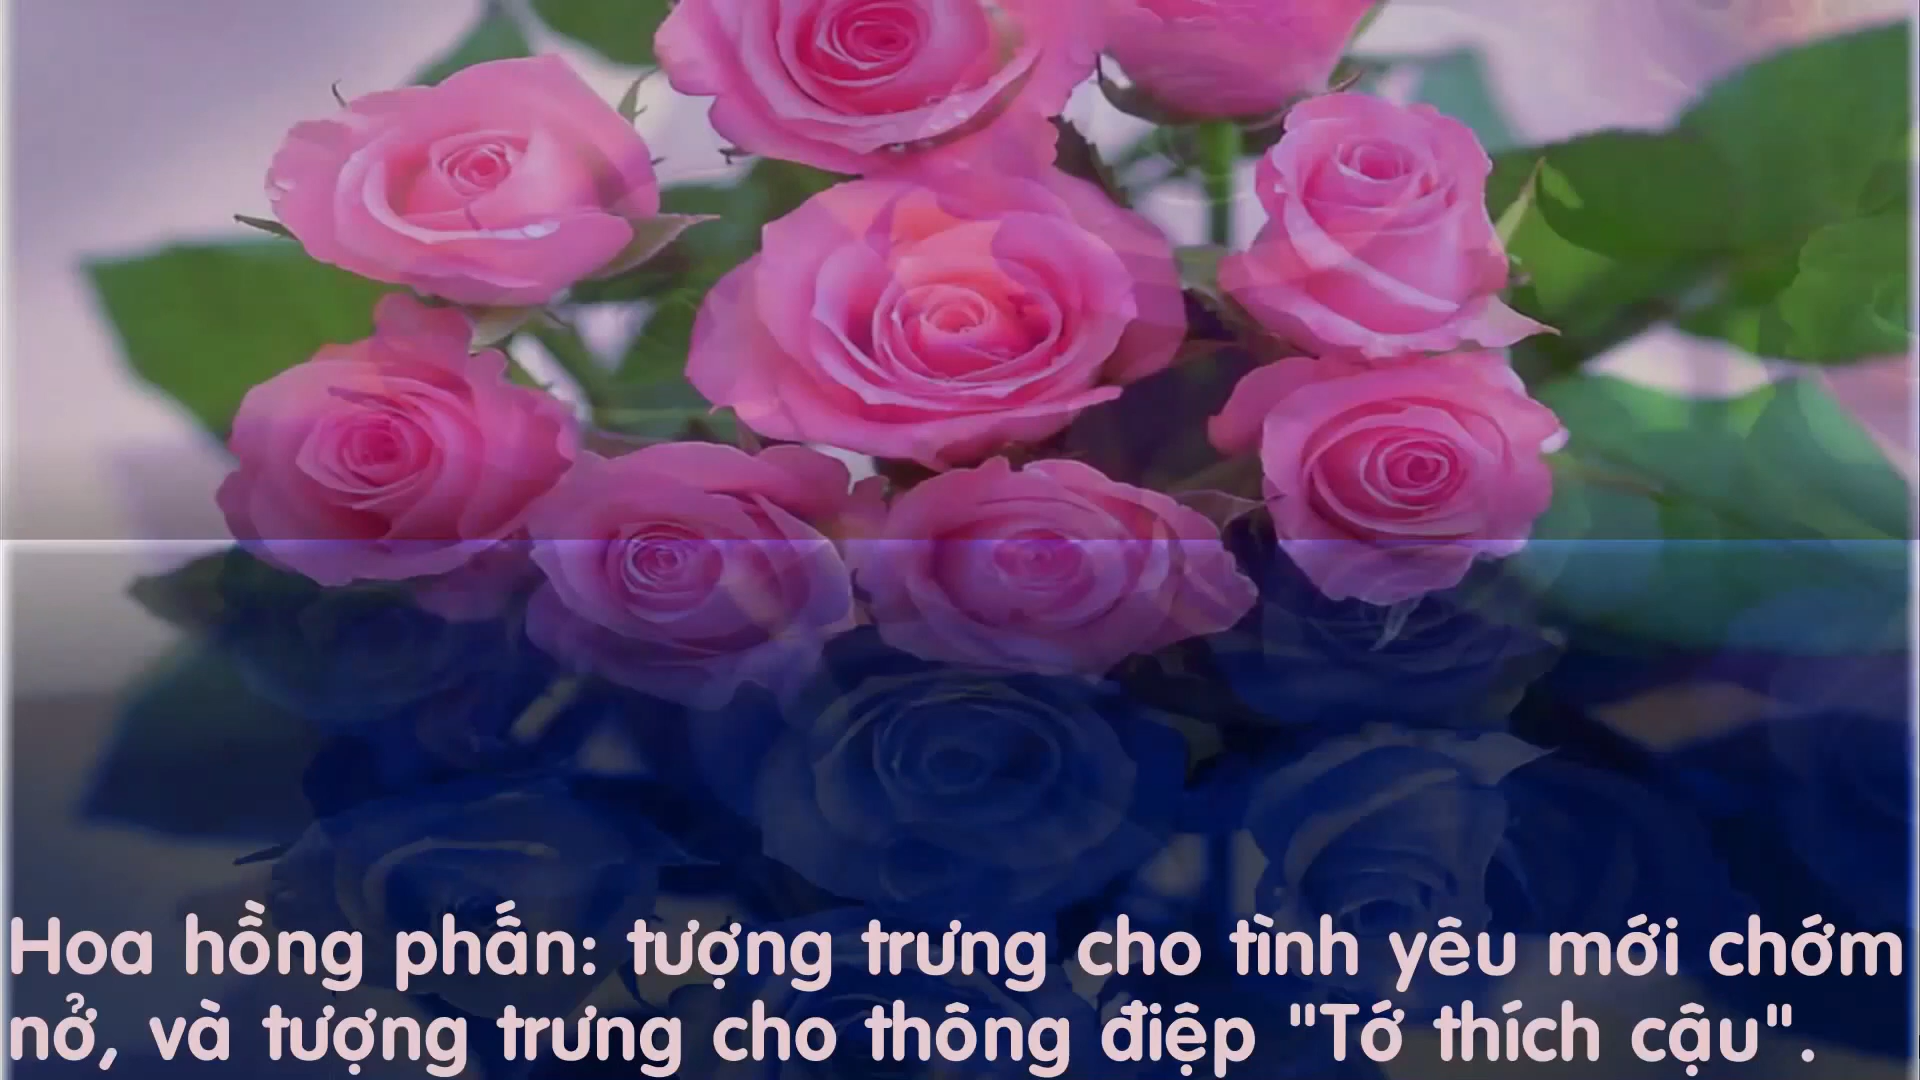 Hoa hồng phấn: tượng trưng cho tình yêu mới chớm
nở, và tượng trưng cho thông điệp "Tớ thích cậu".